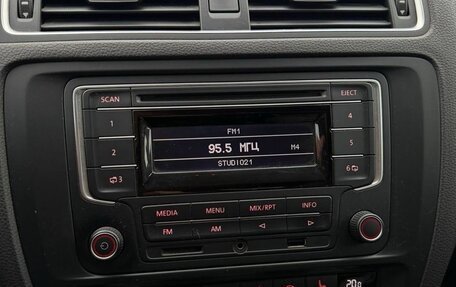 SCAN
EJECT
1
4
FM1
95.5 МГЦ
M4
2
5
STUDIO21
3
6
MEDIA
MENU
MIX/RPT
INFO
FM
AM
20.